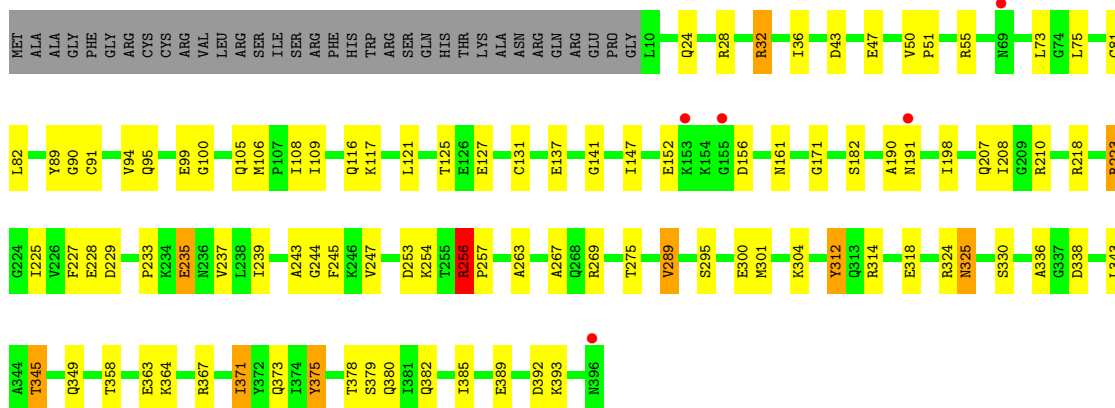 MET ALA ALA GLY PHE GLY ARG CYS CYS ARG VAL LEU ARG SER ILE SER ARG PHE HIS TRP ARG SER GLN HIS THR LYS ALA ASN ARG GLN ARG GLU PRO GLY L10 Q24 R28 R32 I36 D43 E47 V50 P51 R55 N69 L73 G74 L75 G81
L82 Y89 G90 C91 V94 Q95 E99 G100 Q105 M106 P107 I108 I109 Q116 K117 L121 T125 E126 E127 C131 E137 G141 I147 E152 K153 K154 G155 D156 N161 G171 S182 A190 N191 I198 Q207 I208 G209 R210 R218 R223
G224 I225 V226 F227 E228 D229 P233 K234 E235 N236 V237 L238 I239 A243 G244 F245 K246 V247 D253 K254 T255 R256 P257 A263 A267 Q268 R269 T275 V289 S295 E300 M301 K304 Y312 Q313 R314 E318 R324 N325 S330 A336 G337 D338 L343
A344 T345 Q349 T358 E363 K364 R367 I371 Y372 Q373 I374 Y375 T378 S379 Q380 I381 Q382 I385 E389 D392 K393 N396